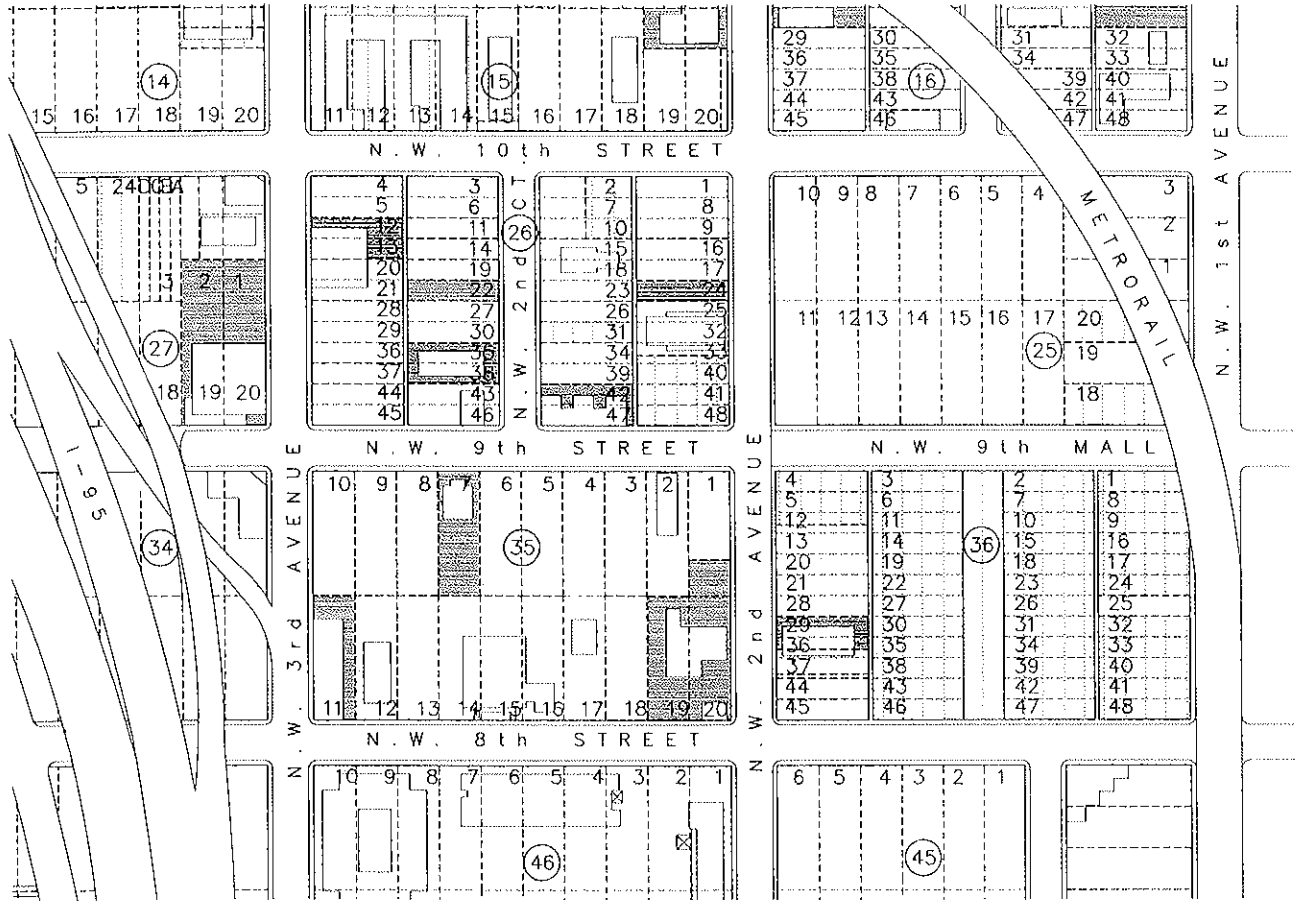 29 30 31 32
36 35 34 33
37 38 39 40
44 43 42 41
45 46 47 48
14 15 16
15 16 17 18 19 20 11 12 13 14 15 16 17 18 19 20
N.W. 10th STREET
N.W. 1st AVENUE
METRORAIL
5 24
3 2 1
27
18 19 20
4 3 2 1
5 6 7 8
12 11 10 9
13 14 15 16
20 19 18 17
21 22 23 24
28 27 26 25
29 30 31 32
36 35 34 33
37 38 39 40
44 43 42 41
45 46 47 48
26
N.W. 2nd CT.
10 9 8 7 6 5 4 3
2
1
11 12 13 14 15 16 17 20
25 19
18
N.W. 9th STREET
N.W. 9th MALL
I-95
34
N.W. 3rd AVENUE
10 9 8 7 6 5 4 3 2 1
35
11 12 13 14 15 16 17 18 19 20
N.W. 2nd AVENUE
4 3 2 1
5 6 7 8
12 11 10 9
13 14 15 16
20 19 18 17
21 22 23 24
28 27 26 25
29 30 31 32
36 35 34 33
37 38 39 40
44 43 42 41
45 46 47 48
36
N.W. 8th STREET
10 9 8 7 6 5 4 3 2 1
46
6 5 4 3 2 1
45